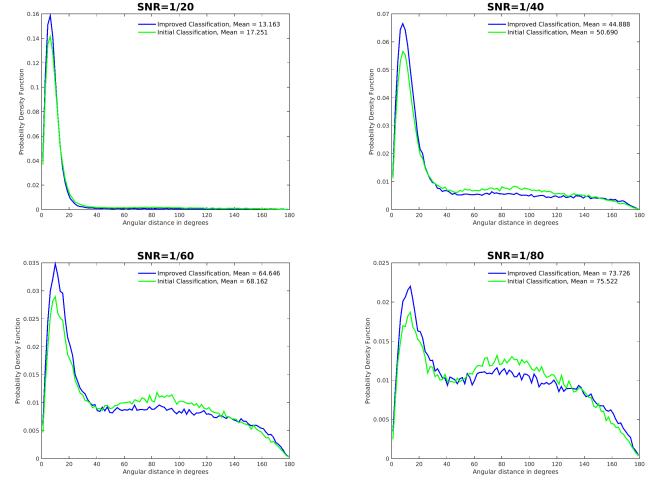 SNR=1/20
Improved Classification, Mean = 13.163
Initial Classification, Mean = 17.251
Probability Density Function
0.16
0.14
0.12
0.1
0.08
0.06
0.04
0.02
0
0 20 40 60 80 100 120 140 160 180
Angular distance in degrees
SNR=1/40
Improved Classification, Mean = 44.888
Initial Classification, Mean = 50.690
Probability Density Function
0.07
0.06
0.05
0.04
0.03
0.02
0.01
0
0 20 40 60 80 100 120 140 160 180
Angular distance in degrees
SNR=1/60
Improved Classification, Mean = 64.646
Initial Classification, Mean = 68.162
Probability Density Function
0.035
0.03
0.025
0.02
0.015
0.01
0.005
0
0 20 40 60 80 100 120 140 160 180
Angular distance in degrees
SNR=1/80
Improved Classification, Mean = 73.726
Initial Classification, Mean = 75.522
Probability Density Function
0.025
0.02
0.015
0.01
0.005
0
0 20 40 60 80 100 120 140 160 180
Angular distance in degrees